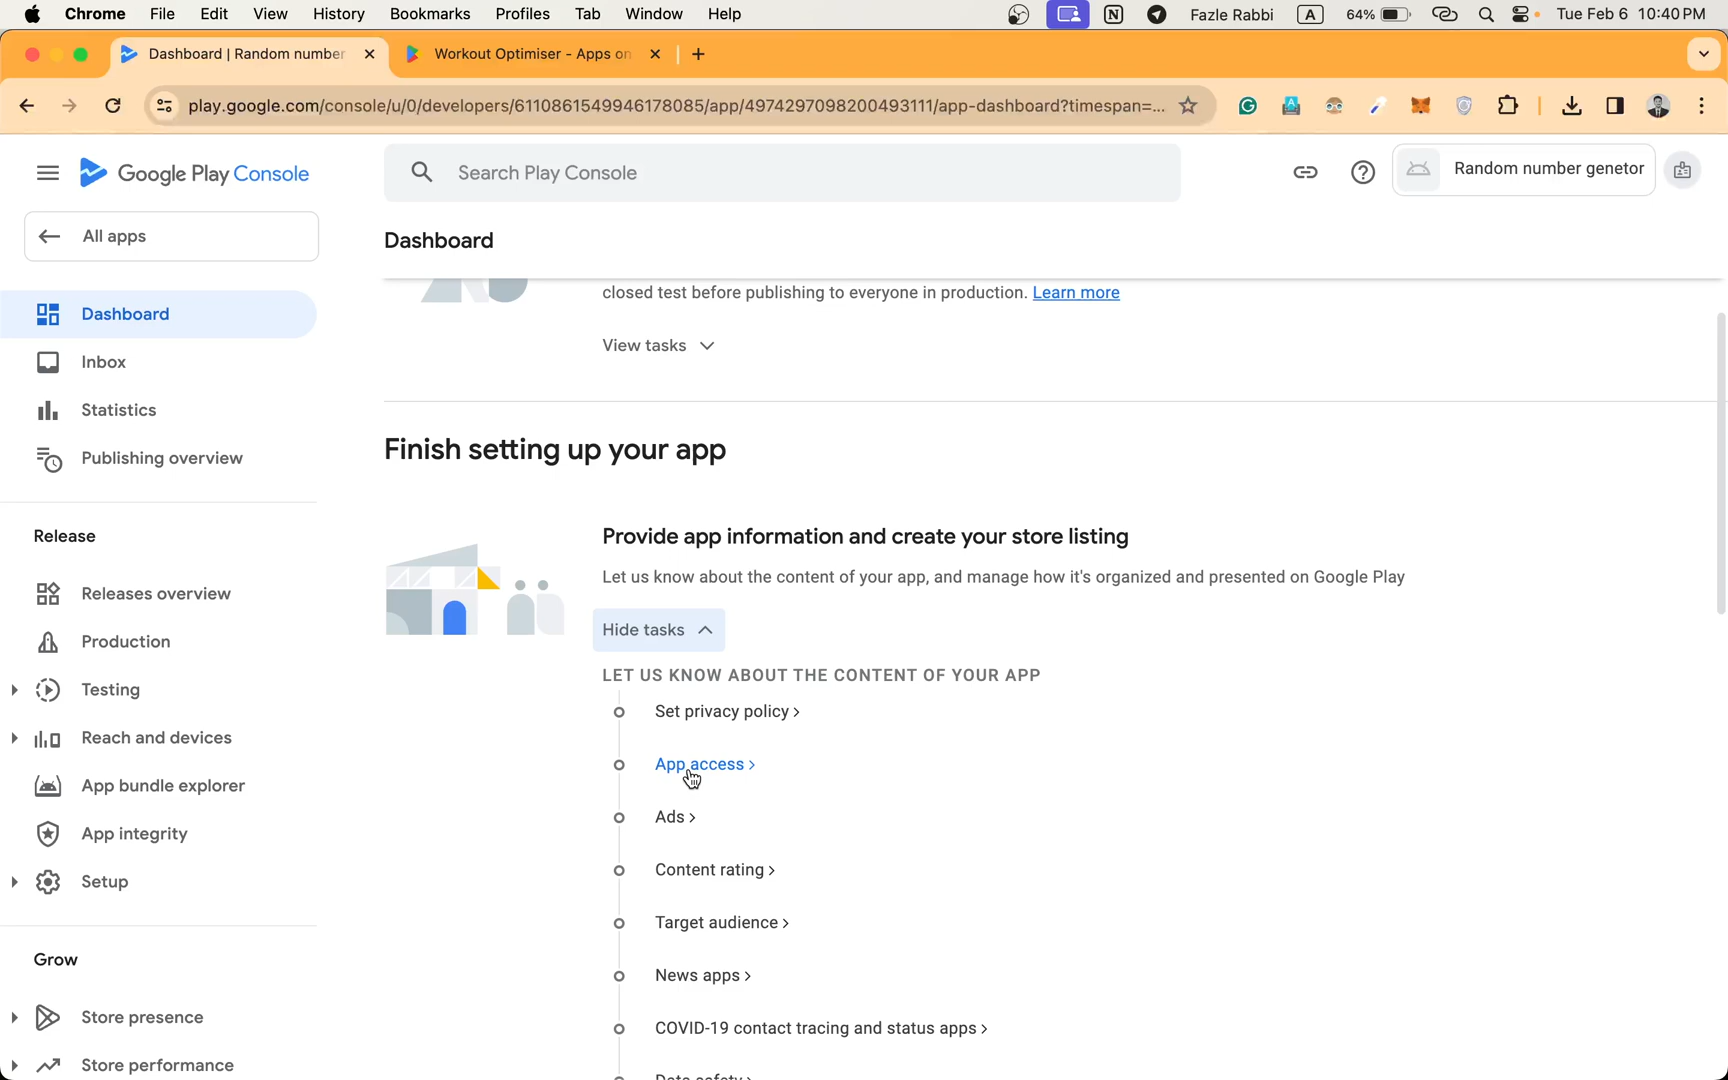 Chrome File Edit View History Bookmarks Profiles Tab Window Help Fazle Rabbi A 64% Tue Feb 6 10:40 PM
Dashboard | Random number Workout Optimiser - Apps on
play.google.com/console/u/0/developers/6110861549946178085/app/4974297098200493111/app-dashboard?timespan=...
Google Play Console
Search Play Console
Random number genetor
All apps
Dashboard
Dashboard
closed test before publishing to everyone in production. Learn more
View tasks
Inbox
Statistics
Publishing overview
Finish setting up your app
Release
Provide app information and create your store listing
Let us know about the content of your app, and manage how it's organized and presented on Google Play
Releases overview
Hide tasks
Production
LET US KNOW ABOUT THE CONTENT OF YOUR APP
Testing
Set privacy policy >
Reach and devices
App access >
App bundle explorer
Ads >
App integrity
Content rating >
Setup
Target audience >
Grow
News apps >
Store presence
COVID-19 contact tracing and status apps >
Store performance
Data safety >